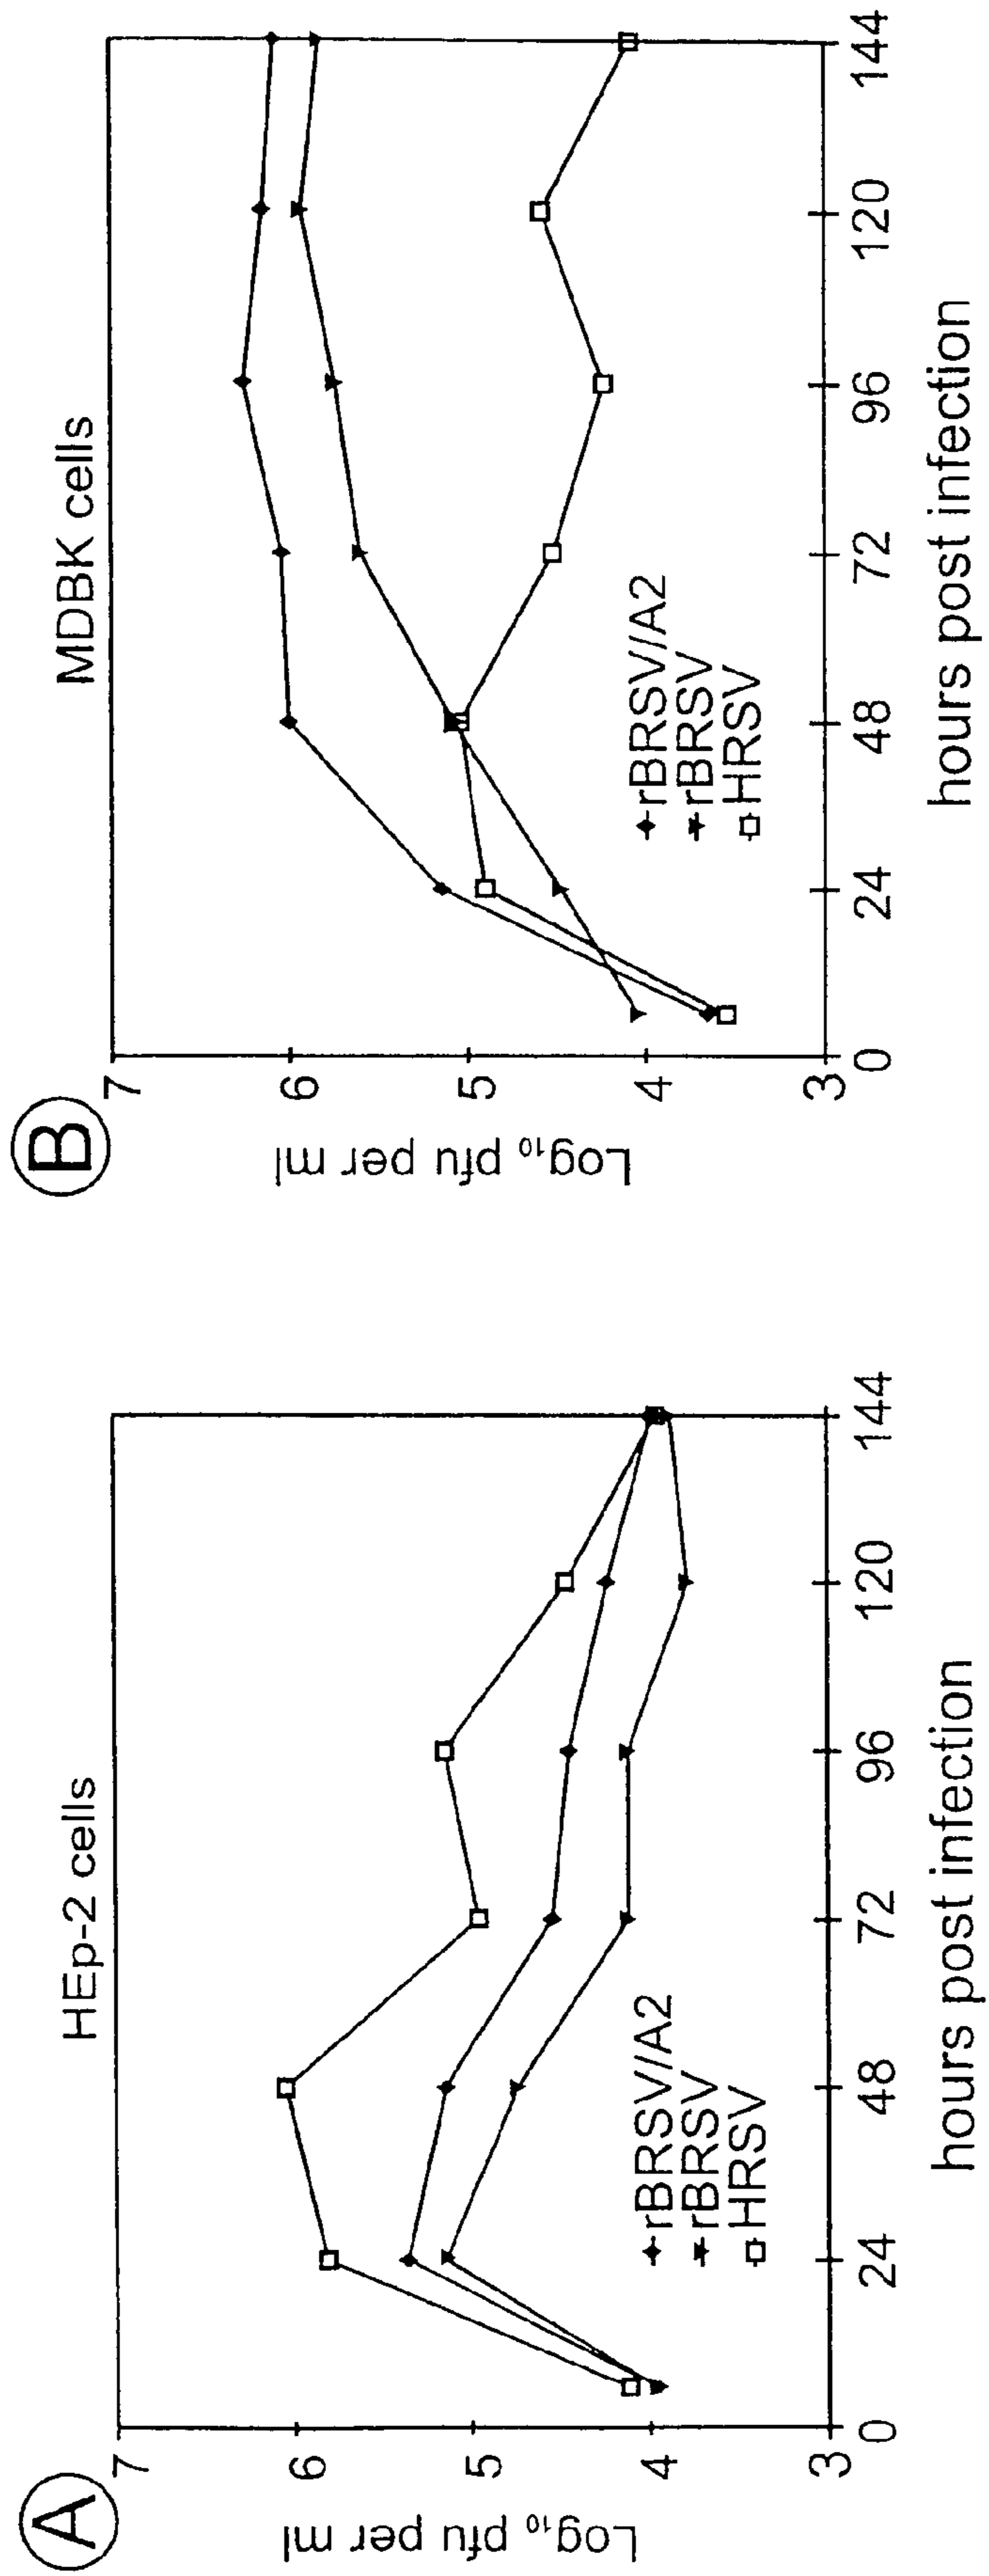 A
HEp-2 cells
Log₁₀ pfu per ml
7
6
5
4
3
rBRSV/A2
rBRSV
HRSV
0 24 48 72 96 120 144
hours post infection
B
MDBK cells
Log₁₀ pfu per ml
7
6
5
4
3
rBRSV/A2
rBRSV
HRSV
0 24 48 72 96 120 144
hours post infection